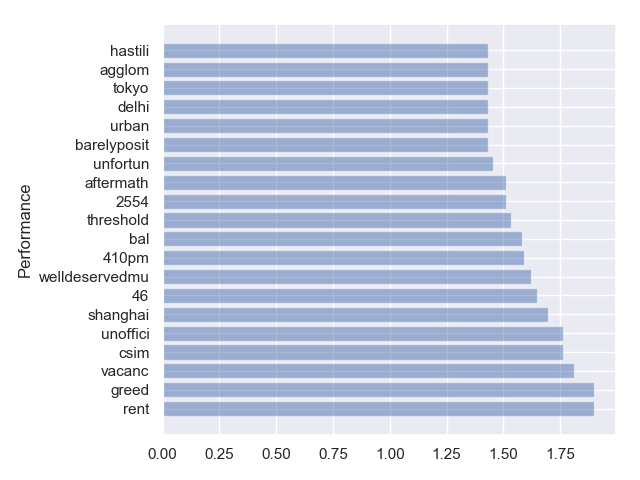 hastili
agglom
tokyo
delhi
urban
barelyposit
unfortun
aftermath
2554
threshold
bal
410pm
welldeservedmu
46
shanghai
unoffici
csim
vacanc
greed
rent
Performance
0.00 0.25 0.50 0.75 1.00 1.25 1.50 1.75